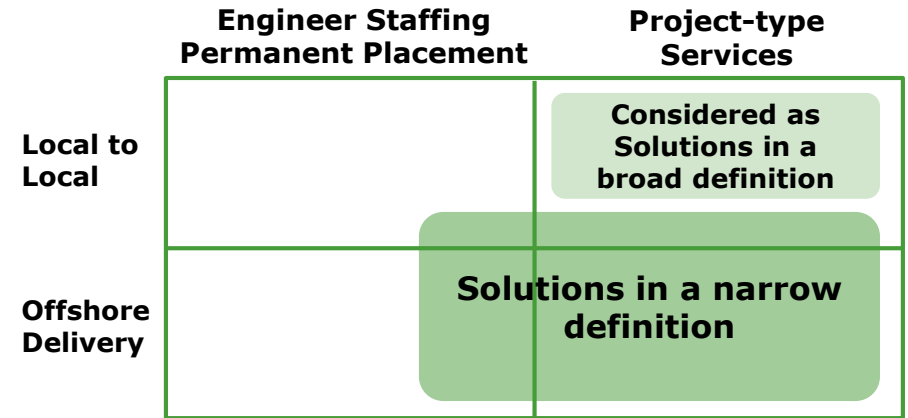 Engineer Staffing
Permanent Placement
Project-type
Services
Local to
Local
Considered as
Solutions in a
broad definition
Offshore
Delivery
Solutions in a narrow
definition